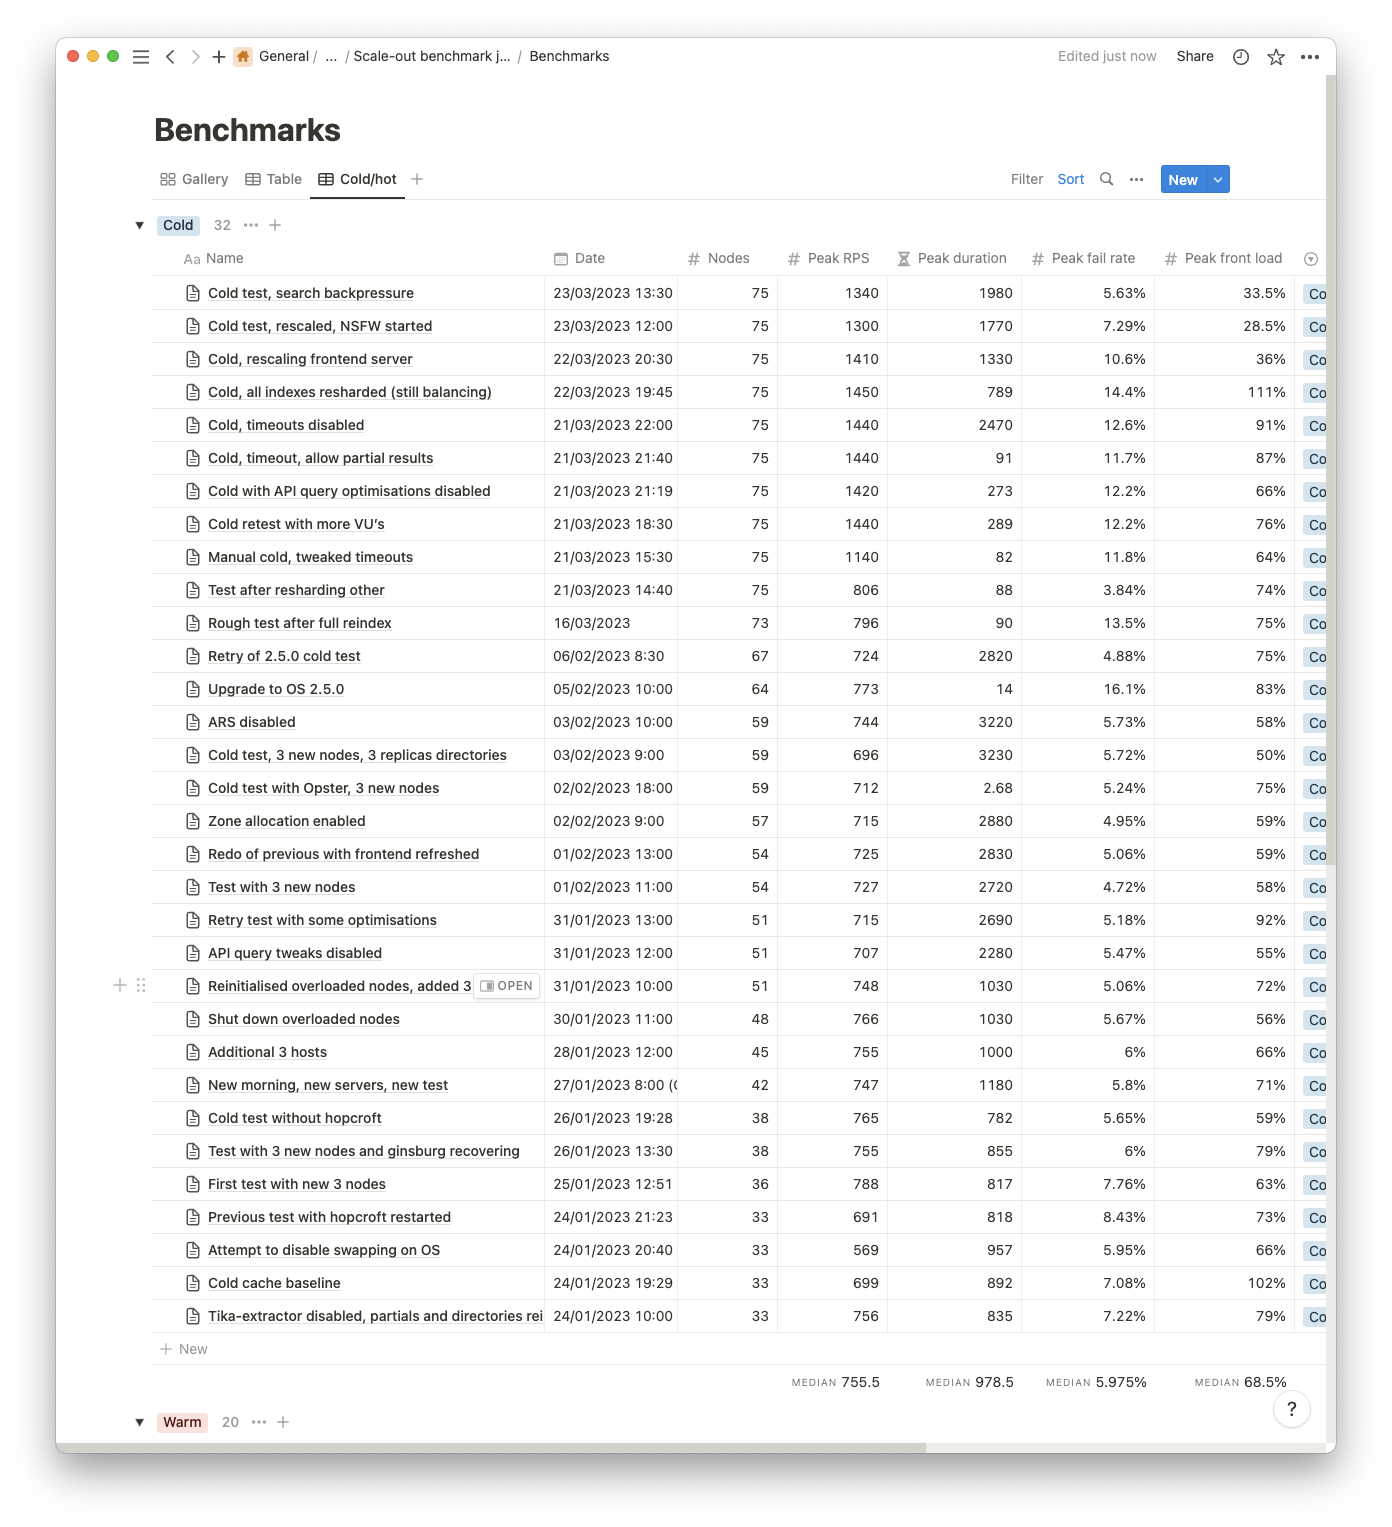 General / ... / Scale-out benchmark j... / Benchmarks Edited just now Share
Benchmarks
Gallery Table Cold/hot Filter Sort New
Cold 32
Aa Name Date # Nodes # Peak RPS Peak duration # Peak fail rate # Peak front load
Cold test, search backpressure 23/03/2023 13:30 75 1340 1980 5.63% 33.5% Co
Cold test, rescaled, NSFW started 23/03/2023 12:00 75 1300 1770 7.29% 28.5% Co
Cold, rescaling frontend server 22/03/2023 20:30 75 1410 1330 10.6% 36% Co
Cold, all indexes resharded (still balancing) 22/03/2023 19:45 75 1450 789 14.4% 111% Co
Cold, timeouts disabled 21/03/2023 22:00 75 1440 2470 12.6% 91% Co
Cold, timeout, allow partial results 21/03/2023 21:40 75 1440 91 11.7% 87% Co
Cold with API query optimisations disabled 21/03/2023 21:19 75 1420 273 12.2% 66% Co
Cold retest with more VU's 21/03/2023 18:30 75 1440 289 12.2% 76% Co
Manual cold, tweaked timeouts 21/03/2023 15:30 75 1140 82 11.8% 64% Co
Test after resharding other 21/03/2023 14:40 75 806 88 3.84% 74% Co
Rough test after full reindex 16/03/2023 73 796 90 13.5% 75% Co
Retry of 2.5.0 cold test 06/02/2023 8:30 67 724 2820 4.88% 75% Co
Upgrade to OS 2.5.0 05/02/2023 10:00 64 773 14 16.1% 83% Co
ARS disabled 03/02/2023 10:00 59 744 3220 5.73% 58% Co
Cold test, 3 new nodes, 3 replicas directories 03/02/2023 9:00 59 696 3230 5.72% 50% Co
Cold test with Opster, 3 new nodes 02/02/2023 18:00 59 712 2.68 5.24% 75% Co
Zone allocation enabled 02/02/2023 9:00 57 715 2880 4.95% 59% Co
Redo of previous with frontend refreshed 01/02/2023 13:00 54 725 2830 5.06% 59% Co
Test with 3 new nodes 01/02/2023 11:00 54 727 2720 4.72% 58% Co
Retry test with some optimisations 31/01/2023 13:00 51 715 2690 5.18% 92% Co
API query tweaks disabled 31/01/2023 12:00 51 707 2280 5.47% 55% Co
Reinitialised overloaded nodes, added 3 OPEN 31/01/2023 10:00 51 748 1030 5.06% 72% Co
Shut down overloaded nodes 30/01/2023 11:00 48 766 1030 5.67% 56% Co
Additional 3 hosts 28/01/2023 12:00 45 755 1000 6% 66% Co
New morning, new servers, new test 27/01/2023 8:00 ( 42 747 1180 5.8% 71% Co
Cold test without hopcroft 26/01/2023 19:28 38 765 782 5.65% 59% Co
Test with 3 new nodes and ginsburg recovering 26/01/2023 13:30 38 755 855 6% 79% Co
First test with new 3 nodes 25/01/2023 12:51 36 788 817 7.76% 63% Co
Previous test with hopcroft restarted 24/01/2023 21:23 33 691 818 8.43% 73% Co
Attempt to disable swapping on OS 24/01/2023 20:40 33 569 957 5.95% 66% Co
Cold cache baseline 24/01/2023 19:29 33 699 892 7.08% 102% Co
Tika-extractor disabled, partials and directories rei 24/01/2023 10:00 33 756 835 7.22% 79% Co
New
MEDIAN 755.5 MEDIAN 978.5 MEDIAN 5.975% MEDIAN 68.5%
Warm 20
?